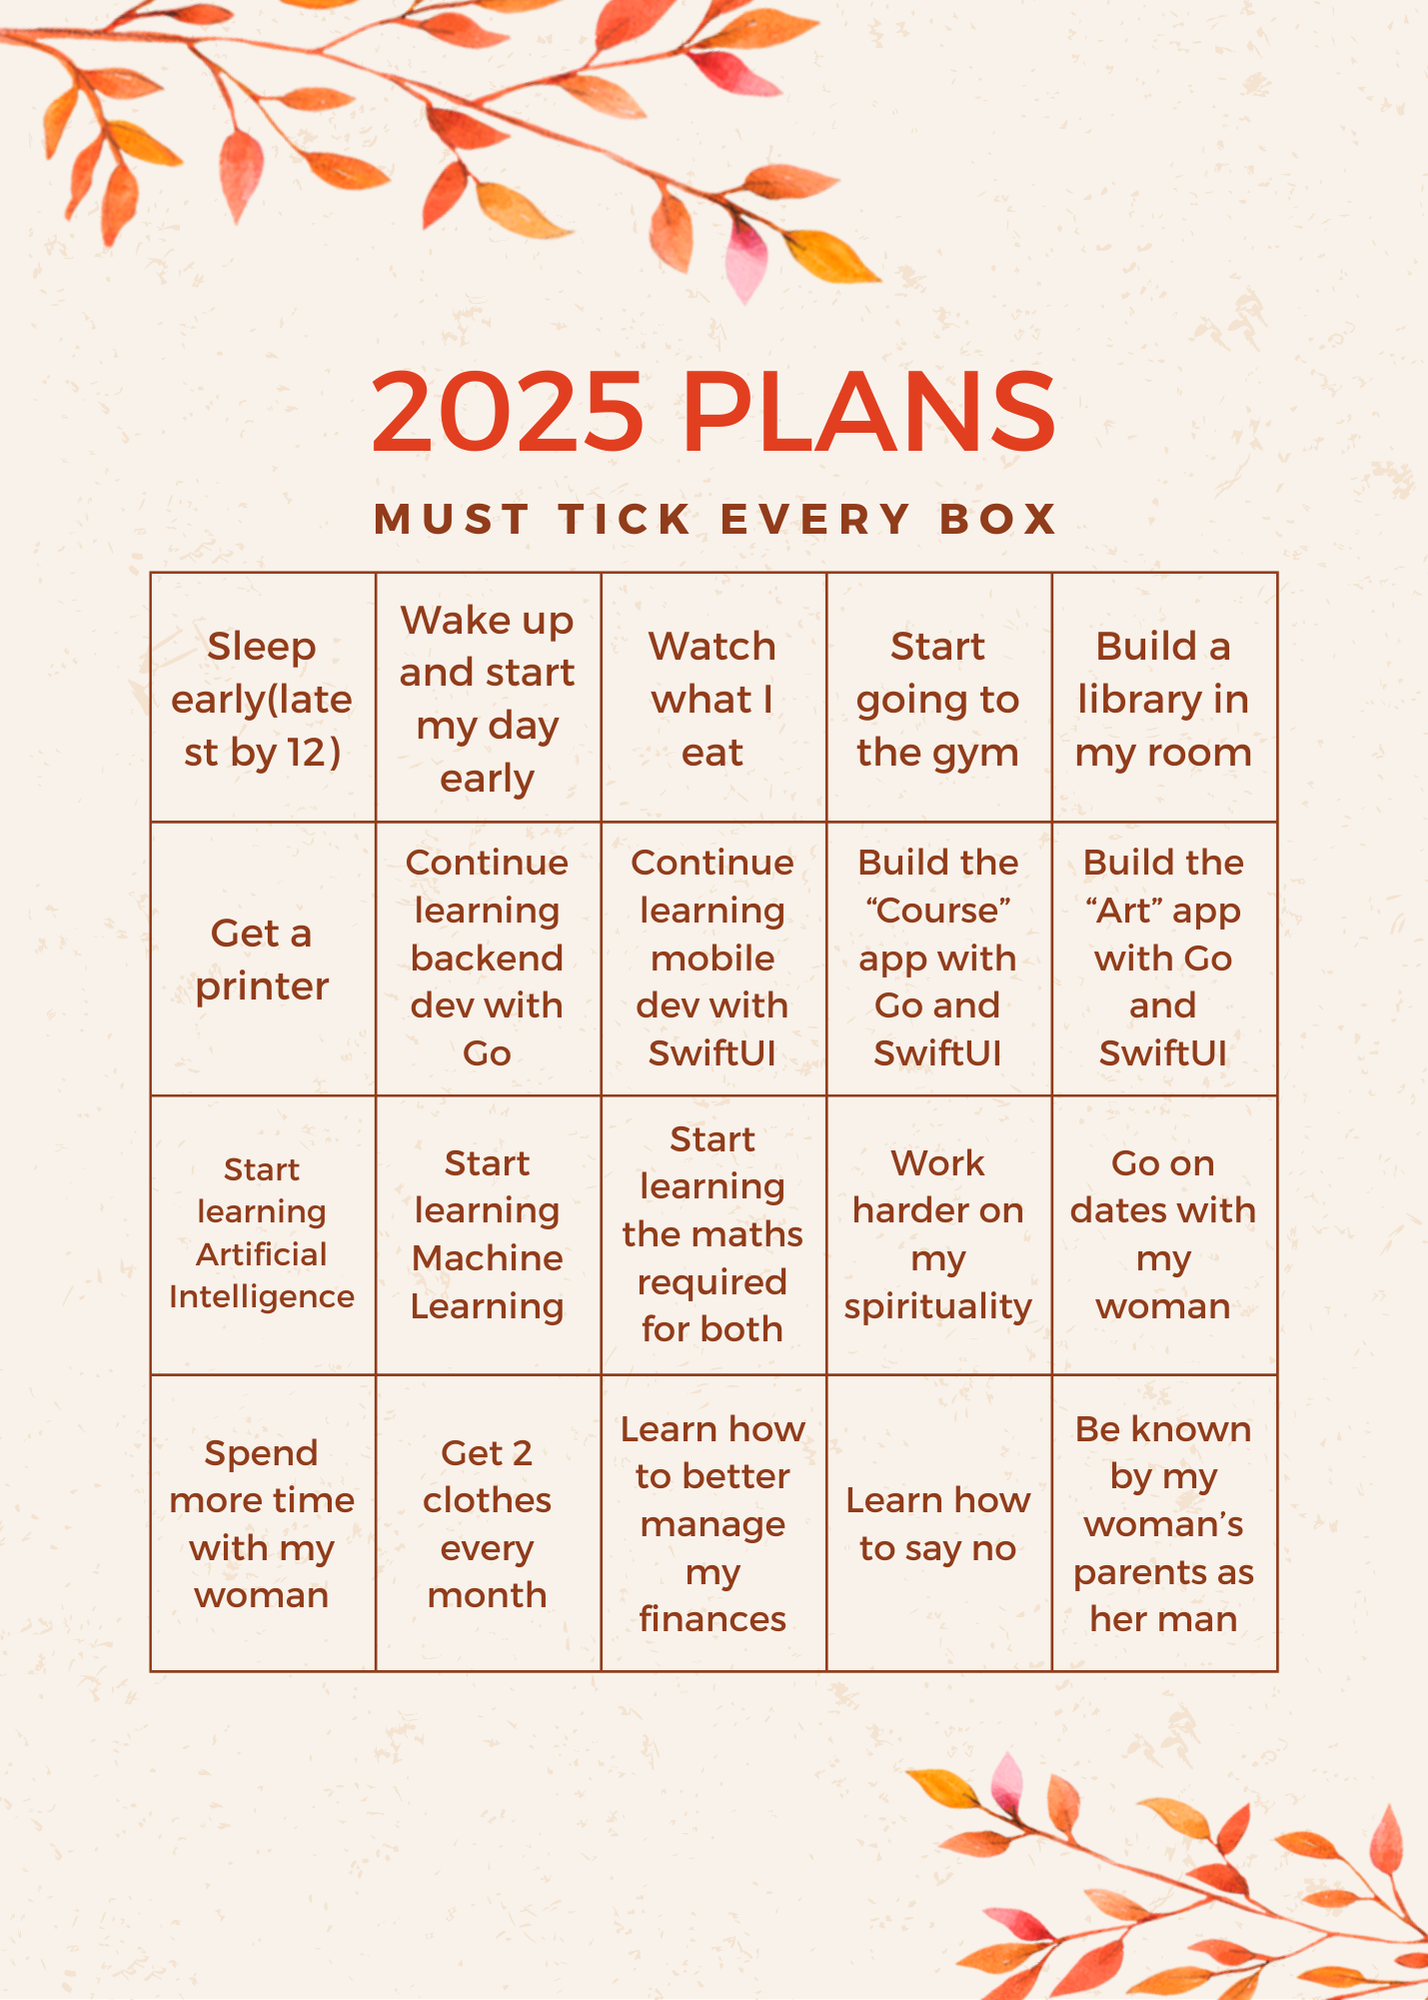 2025 PLANS
MUST TICK EVERY BOX
Sleep
early(late
st by 12)
Wake up
and start
my day
early
Watch
what I
eat
Start
going to
the gym
Build a
library in
my room
Get a
printer
Continue
learning
backend
dev with
Go
Continue
learning
mobile
dev with
SwiftUI
Build the
“Course”
app with
Go and
SwiftUI
Build the
“Art” app
with Go
and
SwiftUI
Start
learning
Artificial
Intelligence
Start
learning
Machine
Learning
Start
learning
the maths
required
for both
Work
harder on
my
spirituality
Go on
dates with
my
woman
Spend
more time
with my
woman
Get 2
clothes
every
month
Learn how
to better
manage
my
finances
Learn how
to say no
Be known
by my
woman’s
parents as
her man